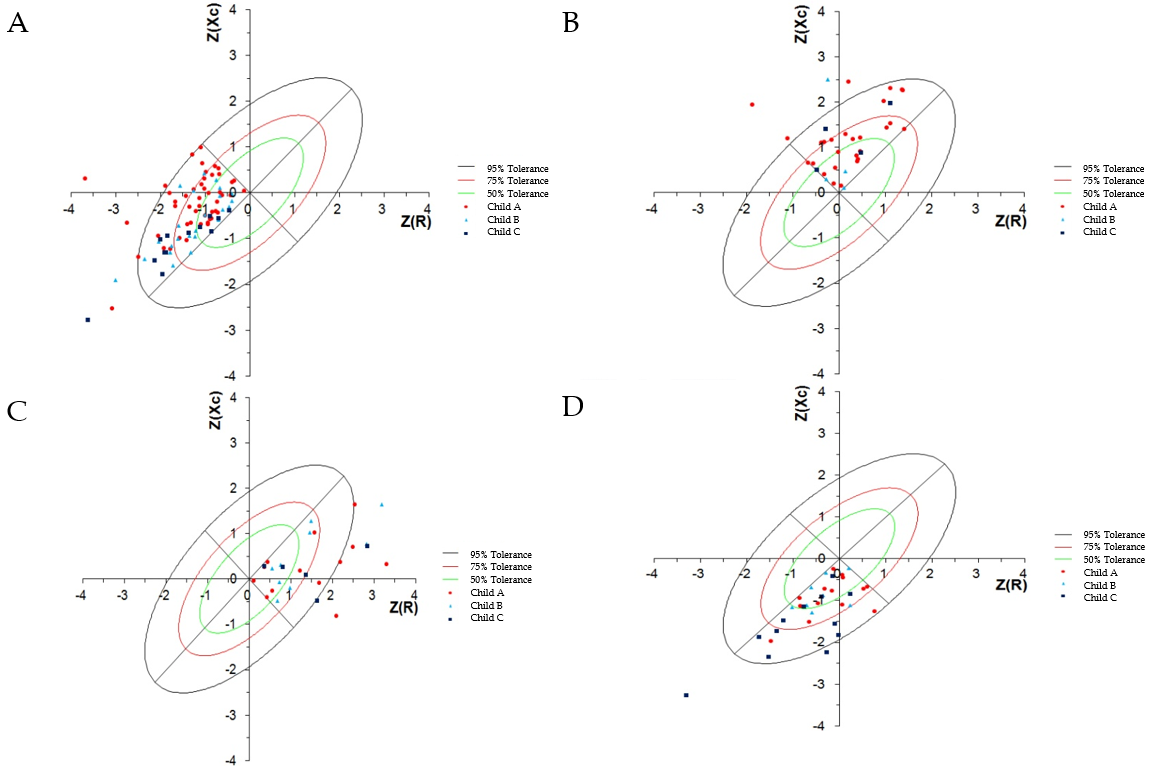 A
Z(Xc)
4
3
2
1
0
-4 -3 -2 -1 0 1 2 3 4
Z(R)
-1
-2
-3
-4
95% Tolerance
75% Tolerance
50% Tolerance
Child A
Child B
Child C
B
Z(Xc)
4
3
2
1
0
-4 -3 -2 -1 0 1 2 3 4
Z(R)
-1
-2
-3
-4
95% Tolerance
75% Tolerance
50% Tolerance
Child A
Child B
Child C
C
Z(Xc)
4
3
2
1
0
-4 -3 -2 -1 0 1 2 3 4
Z(R)
-1
-2
-3
-4
95% Tolerance
75% Tolerance
50% Tolerance
Child A
Child B
Child C
D
Z(Xc)
4
3
2
1
0
-4 -3 -2 -1 0 1 2 3 4
Z(R)
-1
-2
-3
-4
95% Tolerance
75% Tolerance
50% Tolerance
Child A
Child B
Child C